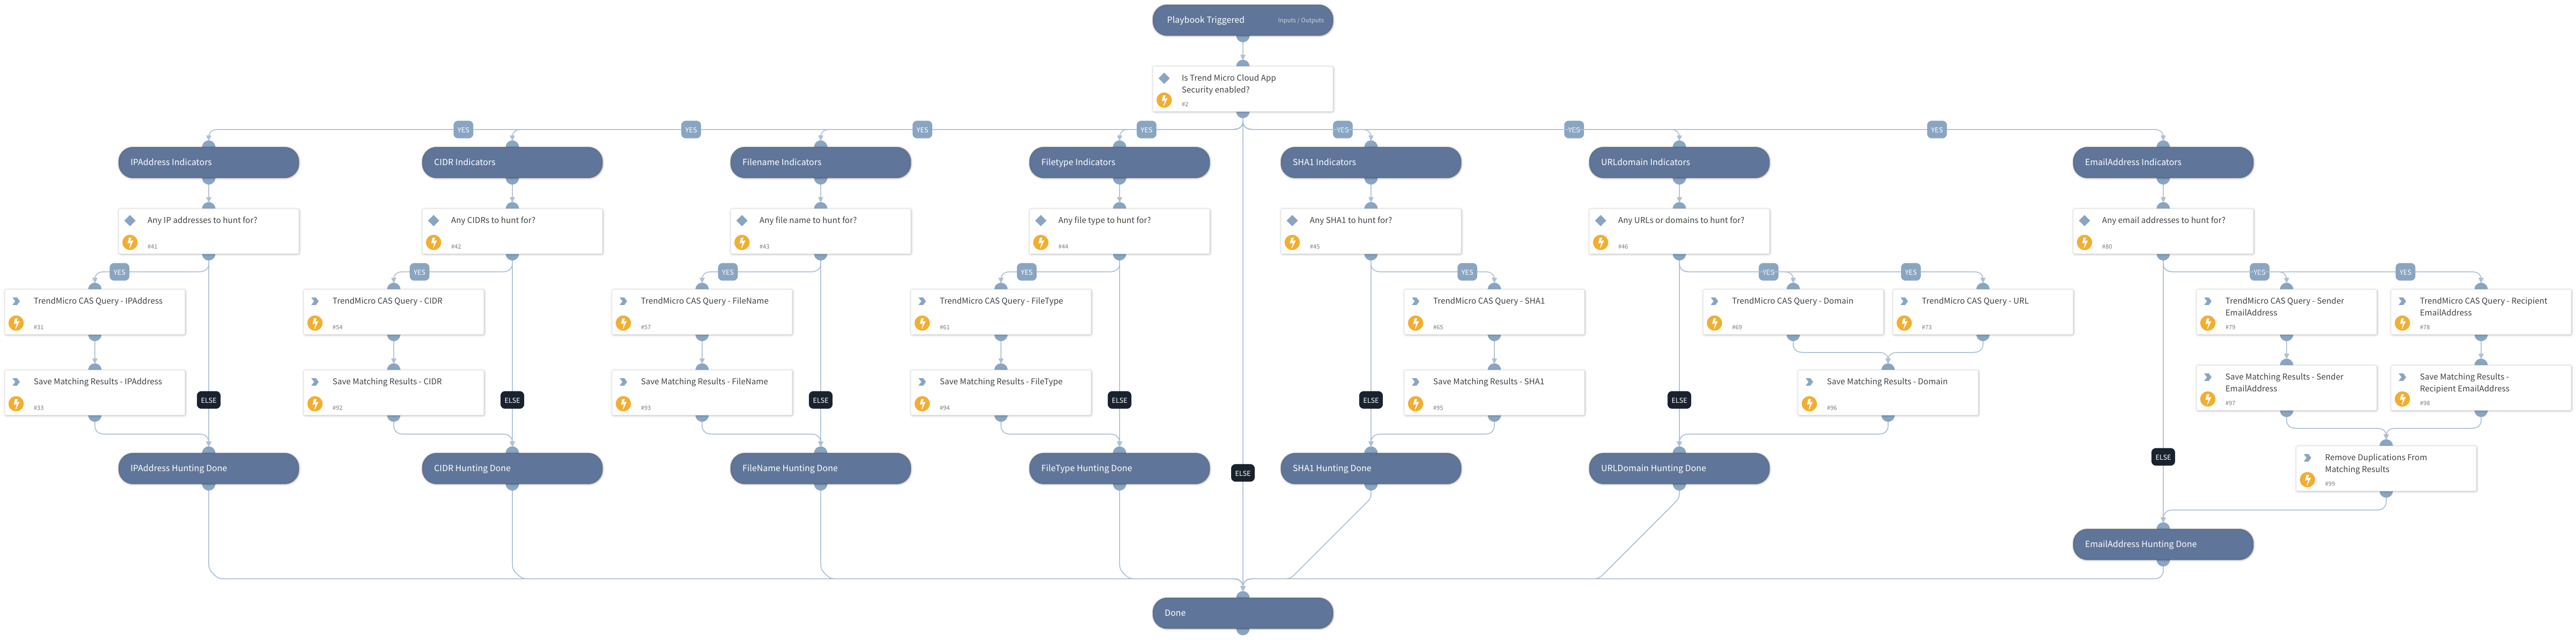 Playbook Triggered
Inputs / Outputs
Is Trend Micro Cloud App
Security enabled?
#2
YES
YES
YES
YES
YES
YES
YES
IPAddress Indicators
CIDR Indicators
Filename Indicators
Filetype Indicators
SHA1 Indicators
URLdomain Indicators
EmailAddress Indicators
Any IP addresses to hunt for?
#41
Any CIDRs to hunt for?
#42
Any file name to hunt for?
#43
Any file type to hunt for?
#44
Any SHA1 to hunt for?
#45
Any URLs or domains to hunt for?
#46
Any email addresses to hunt for?
#80
YES
YES
YES
YES
YES
YES
YES
YES
YES
TrendMicro CAS Query - IPAddress
#31
TrendMicro CAS Query - CIDR
#54
TrendMicro CAS Query - FileName
#57
TrendMicro CAS Query - FileType
#61
TrendMicro CAS Query - SHA1
#65
TrendMicro CAS Query - Domain
#69
TrendMicro CAS Query - URL
#73
TrendMicro CAS Query - Sender
EmailAddress
#79
TrendMicro CAS Query - Recipient
EmailAddress
#78
Save Matching Results - IPAddress
#33
Save Matching Results - CIDR
#92
Save Matching Results - FileName
#93
Save Matching Results - FileType
#94
Save Matching Results - SHA1
#95
Save Matching Results - Domain
#96
Save Matching Results - Sender
EmailAddress
#97
Save Matching Results -
Recipient EmailAddress
#98
ELSE
ELSE
ELSE
ELSE
ELSE
ELSE
ELSE
ELSE
Remove Duplications From
Matching Results
#99
IPAddress Hunting Done
CIDR Hunting Done
FileName Hunting Done
FileType Hunting Done
SHA1 Hunting Done
URLDomain Hunting Done
EmailAddress Hunting Done
Done